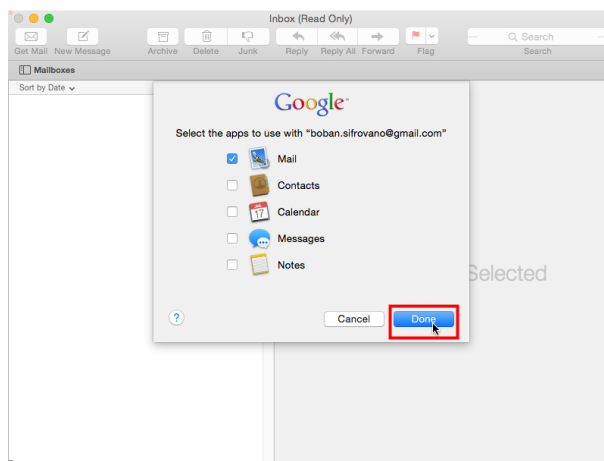 Inbox (Read Only)
Get Mail New Message Archive Delete Junk Reply Reply All Forward Flag Search
Search
Mailboxes
Sort by Date
Google
Select the apps to use with “boban.sifrovano@gmail.com”
Mail
Contacts
JUL 17 Calendar
Messages
Notes
Selected
? Cancel Done